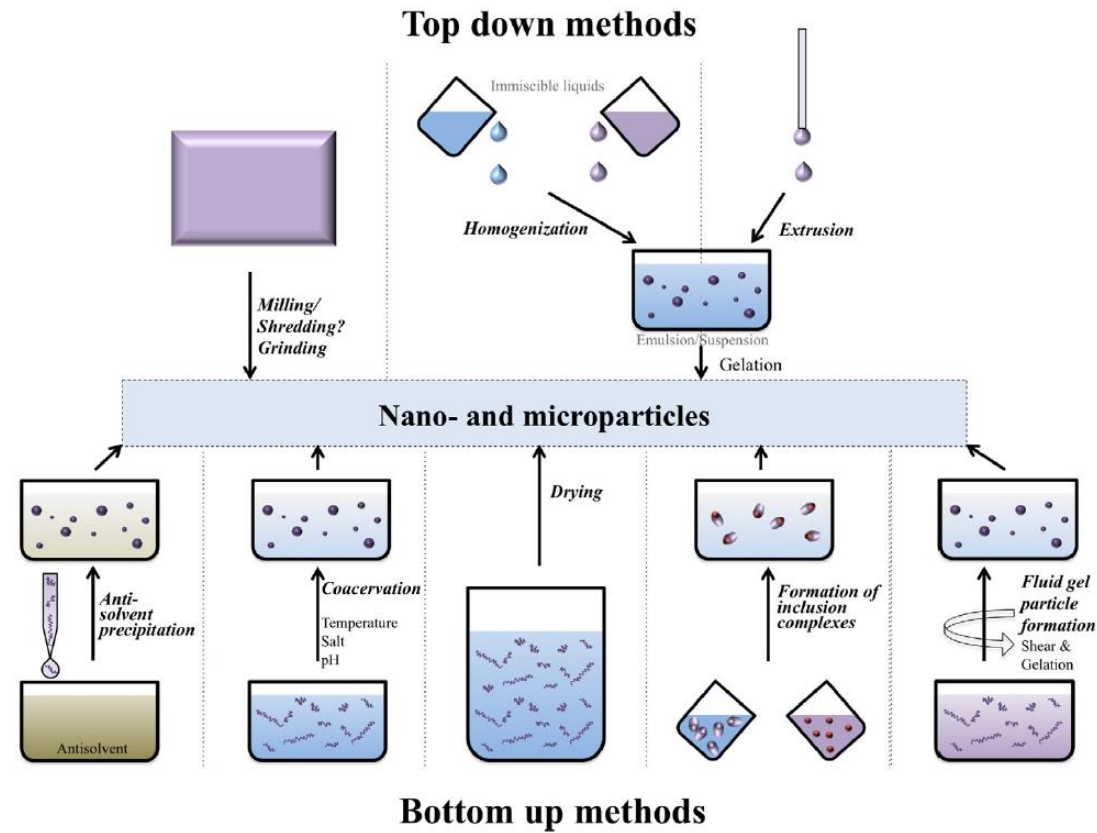 Top down methods
Immiscible liquids
Homogenization
Extrusion
Milling/
Shredding?
Grinding
Emulsion/Suspension
Gelation
Nano- and microparticles
Anti-
solvent
precipitation
Antisolvent
Coacervation
Temperature
Salt
pH
Drying
Formation of
inclusion
complexes
Fluid gel
particle
formation
Shear &
Gelation
Bottom up methods